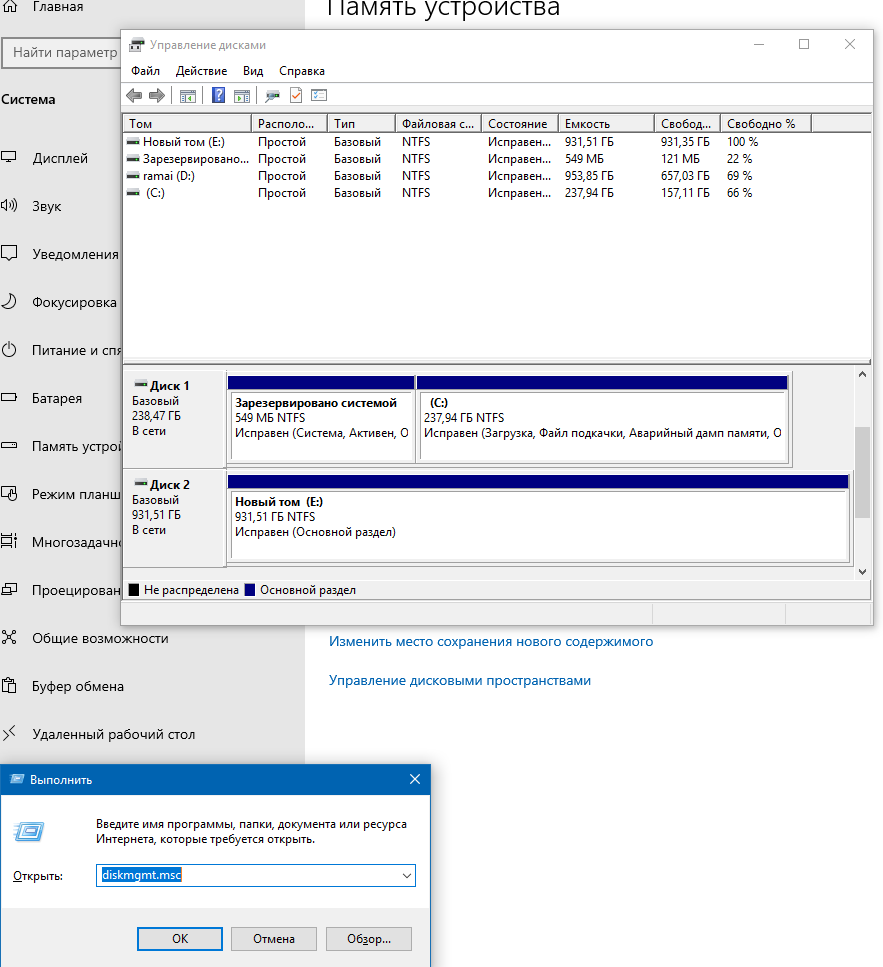 Главная
Память устройства
Найти параметр
Система
Дисплей
Звук
Уведомления
Фокусировка
Питание и спя
Батарея
Память устрой
Режим планш
Многозадачно
Проецирован
Общие возможности
Буфер обмена
Удаленный рабочий стол
Управление дисками
Файл Действие Вид Справка
Том Располо... Тип Файловая с... Состояние Емкость Свобод... Свободно %
Новый том (E:) Простой Базовый NTFS Исправен... 931,51 ГБ 931,35 ГБ 100 %
Зарезервировано... Простой Базовый NTFS Исправен... 549 МБ 121 МБ 22 %
ramai (D:) Простой Базовый NTFS Исправен... 953,85 ГБ 657,03 ГБ 69 %
(C:) Простой Базовый NTFS Исправен... 237,94 ГБ 157,11 ГБ 66 %
Диск 1
Базовый
238,47 ГБ
В сети
Зарезервировано системой
549 МБ NTFS
Исправен (Система, Активен, О
(C:)
237,94 ГБ NTFS
Исправен (Загрузка, Файл подкачки, Аварийный дамп памяти, О
Диск 2
Базовый
931,51 ГБ
В сети
Новый том (E:)
931,51 ГБ NTFS
Исправен (Основной раздел)
Не распределена Основной раздел
Изменить место сохранения нового содержимого
Управление дисковыми пространствами
Выполнить
Введите имя программы, папки, документа или ресурса
Интернета, которые требуется открыть.
Открыть: diskmgmt.msc
ОК Отмена Обзор...